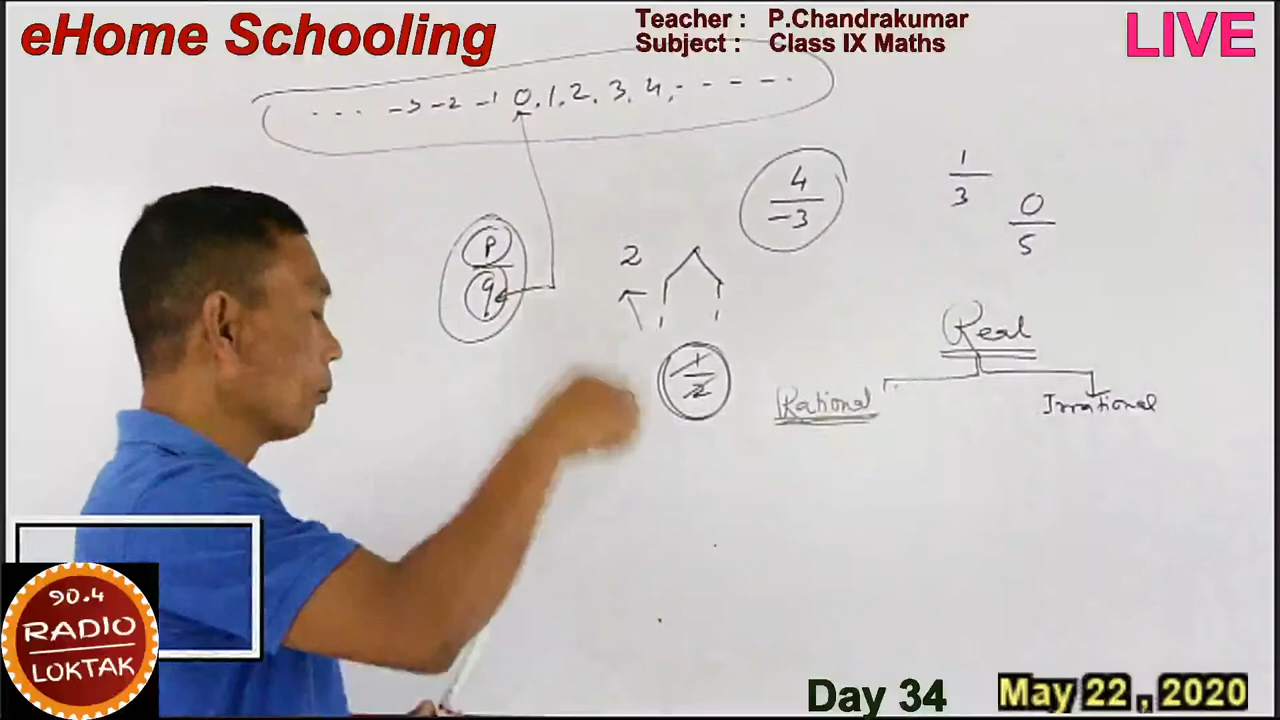 eHome Schooling
Teacher : P.Chandrakumar
Subject : Class IX Maths
LIVE
... -3 -2 -1 0, 1, 2, 3, 4, - - - - .
4
-3
1
3
0
5
P
q
2
1 1
1
2
Real
Rational
Irrational
90.4
RADIO
LOKTAK
Day 34
May 22 , 2020